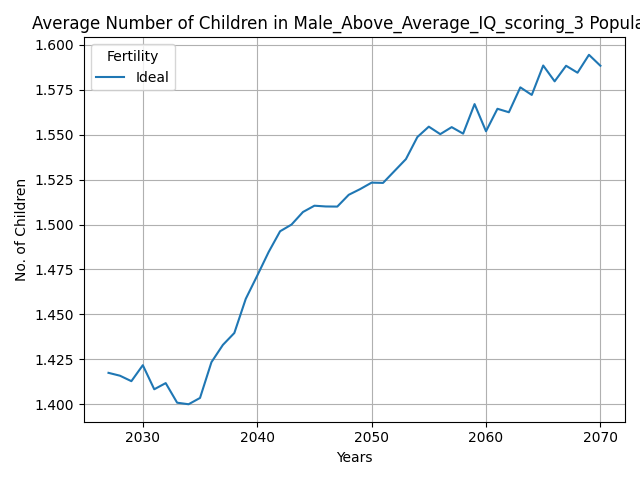 Average Number of Children in Male_Above_Average_IQ_scoring_3 Popula
Fertility
Ideal
No. of Children
1.600
1.575
1.550
1.525
1.500
1.475
1.450
1.425
1.400
2030 2040 2050 2060 2070
Years